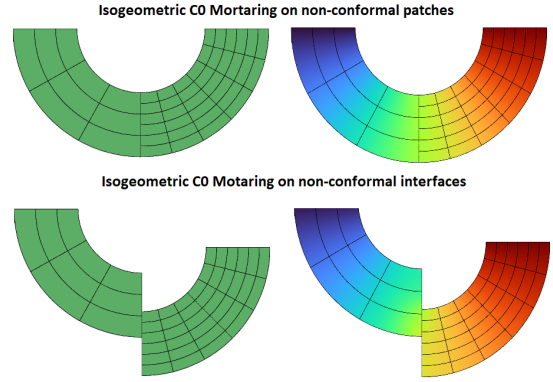 Isogeometric C0 Mortaring on non-conformal patches
Isogeometric C0 Motaring on non-conformal interfaces